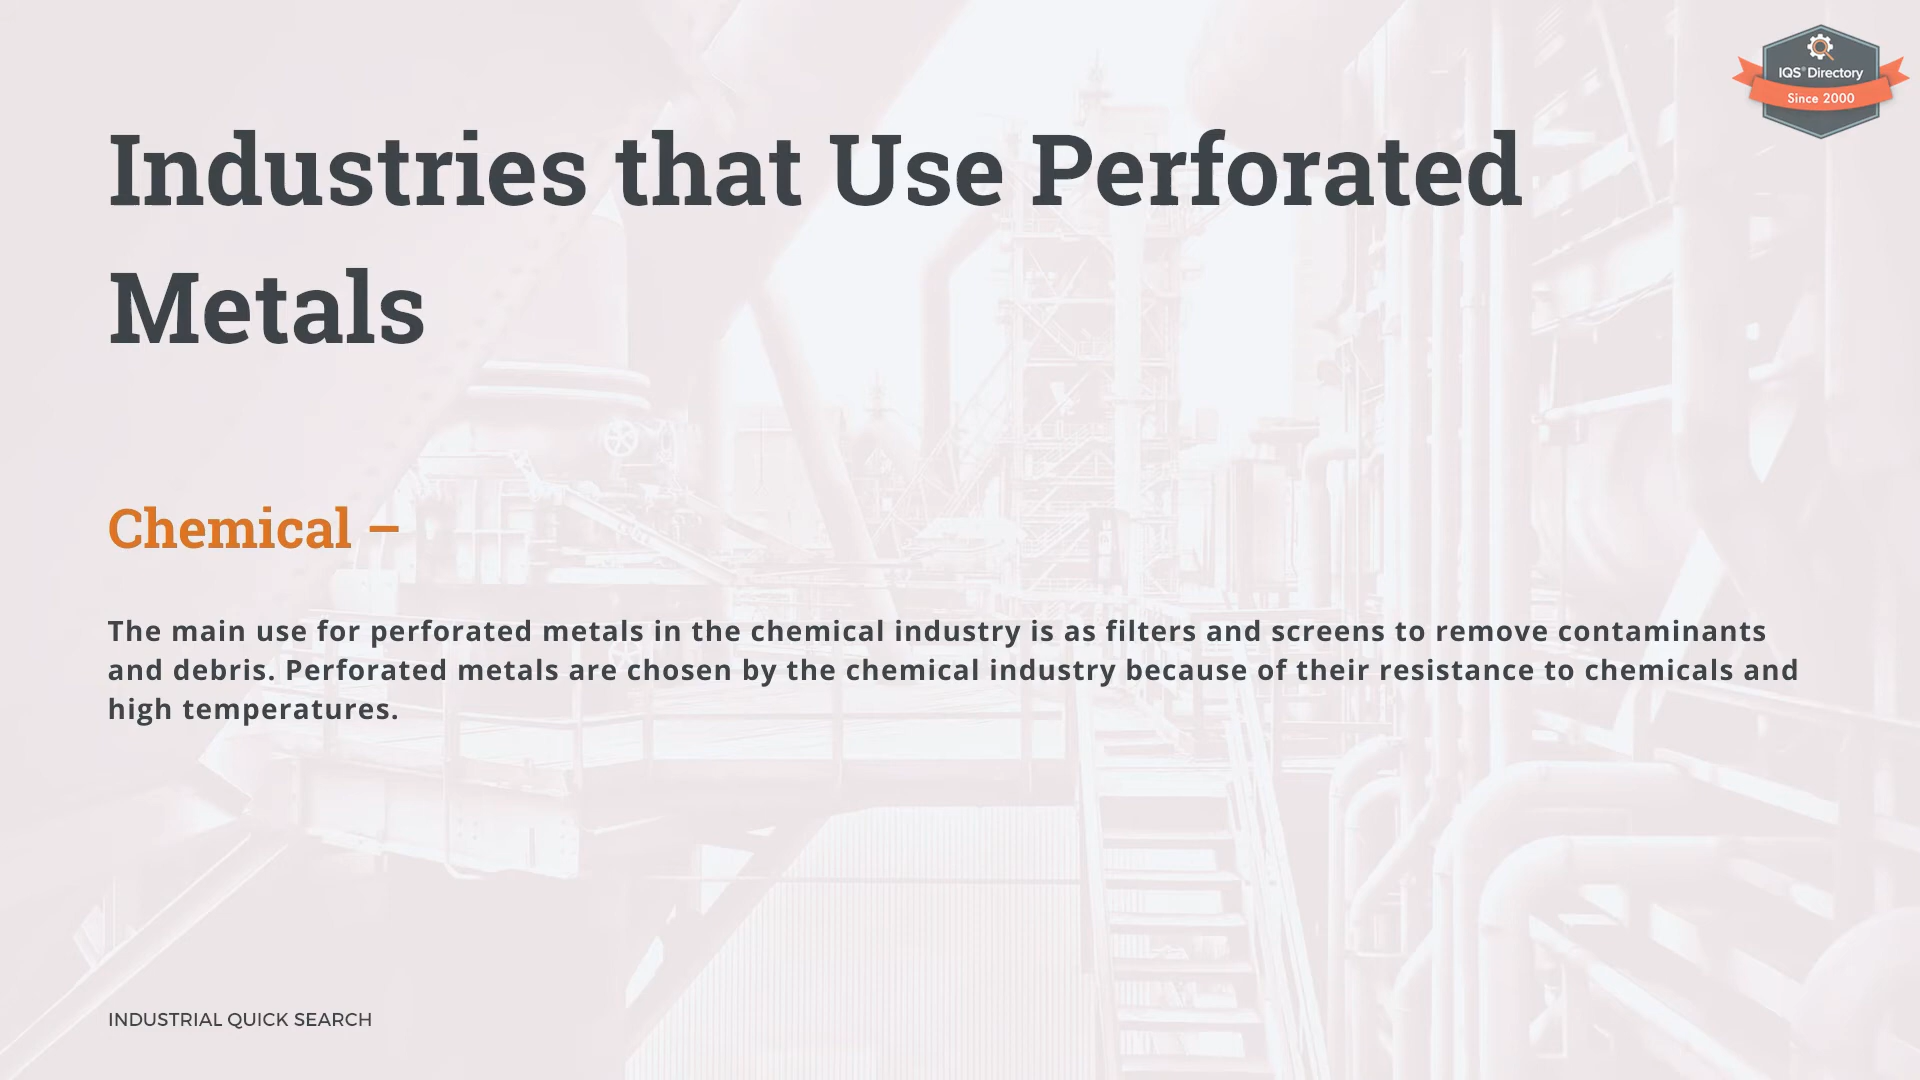 IQS® Directory
Since 2000
Industries that Use Perforated
Metals
Chemical –
The main use for perforated metals in the chemical industry is as filters and screens to remove contaminants
and debris. Perforated metals are chosen by the chemical industry because of their resistance to chemicals and
high temperatures.
INDUSTRIAL QUICK SEARCH